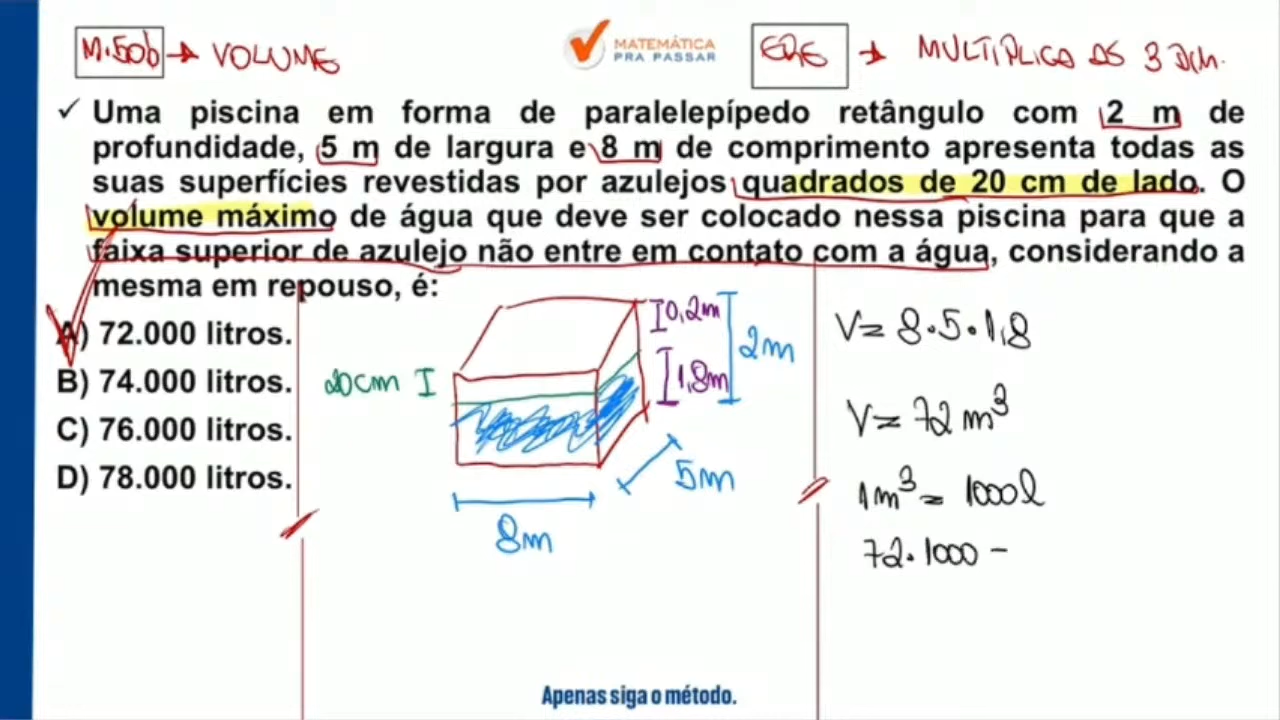 M.50b → VOLUME
MATEMÁTICA
PRA PASSAR
→ MULTIPLICA AS 3 DIM.
✓ Uma piscina em forma de paralelepípedo retângulo com 2 m de
profundidade, 5 m de largura e 8 m de comprimento apresenta todas as
suas superfícies revestidas por azulejos quadrados de 20 cm de lado. O
volume máximo de água que deve ser colocado nessa piscina para que a
faixa superior de azulejo não entre em contato com a água, considerando a
mesma em repouso, é:
A) 72.000 litros.
B) 74.000 litros.
C) 76.000 litros.
D) 78.000 litros.
20cm
0,2m
1,8m
2m
5m
8m
V= 8.5.1,8
V= 72 m³
1m³ = 1000l
72.1000 -
Apenas siga o método.